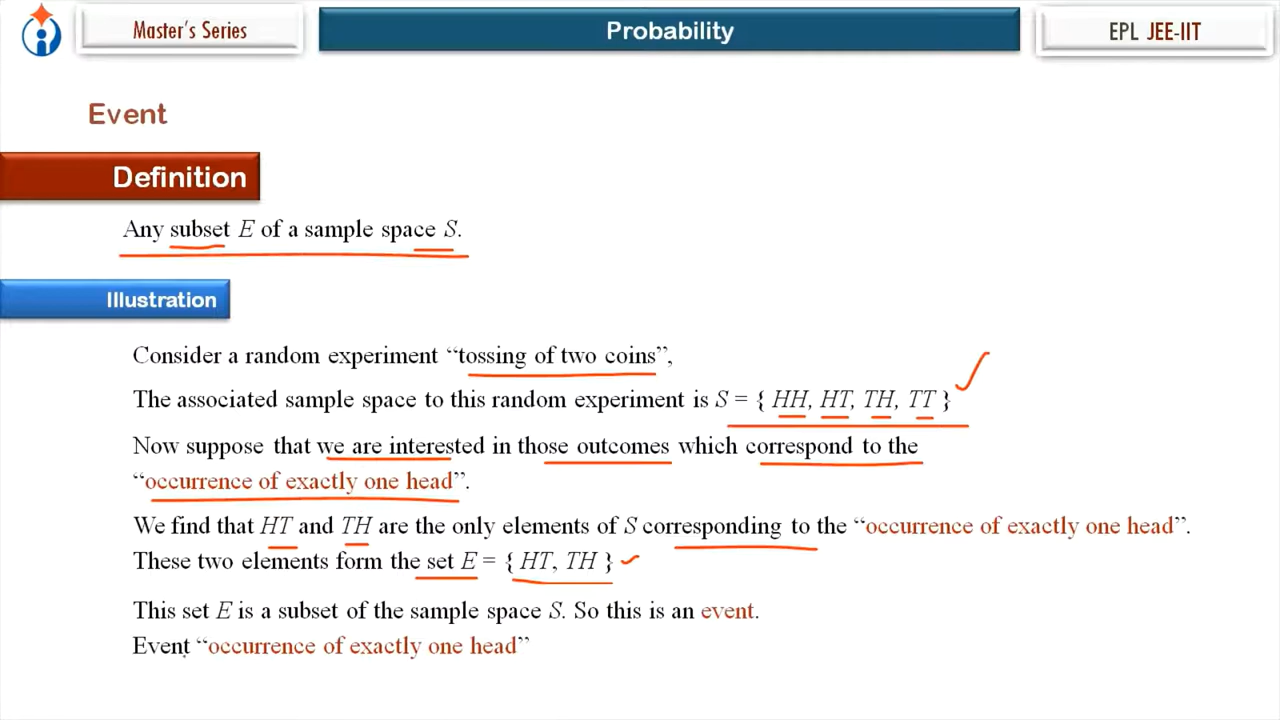 Master's Series
Probability
EPL JEE-IIT
Event
Definition
Any subset E of a sample space S.
Illustration
Consider a random experiment “tossing of two coins”,
The associated sample space to this random experiment is S = { HH, HT, TH, TT }
Now suppose that we are interested in those outcomes which correspond to the
“occurrence of exactly one head”.
We find that HT and TH are the only elements of S corresponding to the “occurrence of exactly one head”.
These two elements form the set E = { HT, TH }
This set E is a subset of the sample space S. So this is an event.
Event “occurrence of exactly one head”